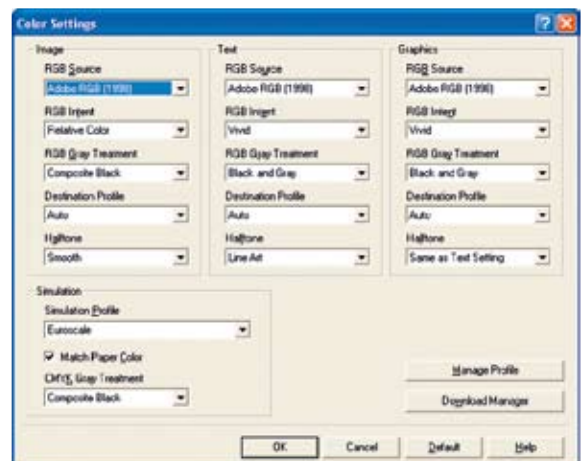 Color Settings
Image
RGB Source
Adobe RGB (1998)
RGB Intent
Relative Color
RGB Gray Treatment
Composite Black
Destination Profile
Auto
Halftone
Smooth
Text
RGB Source
Adobe RGB (1998)
RGB Intent
Vivid
RGB Gray Treatment
Black and Gray
Destination Profile
Auto
Halftone
Line Art
Graphics
RGB Source
Adobe RGB (1998)
RGB Intent
Vivid
RGB Gray Treatment
Black and Gray
Destination Profile
Auto
Halftone
Same as Text Setting
Simulation
Simulation Profile
Euroscale
Match Paper Color
CMYK Gray Treatment
Composite Black
Manage Profile
Download Manager
OK
Cancel
Default
Help